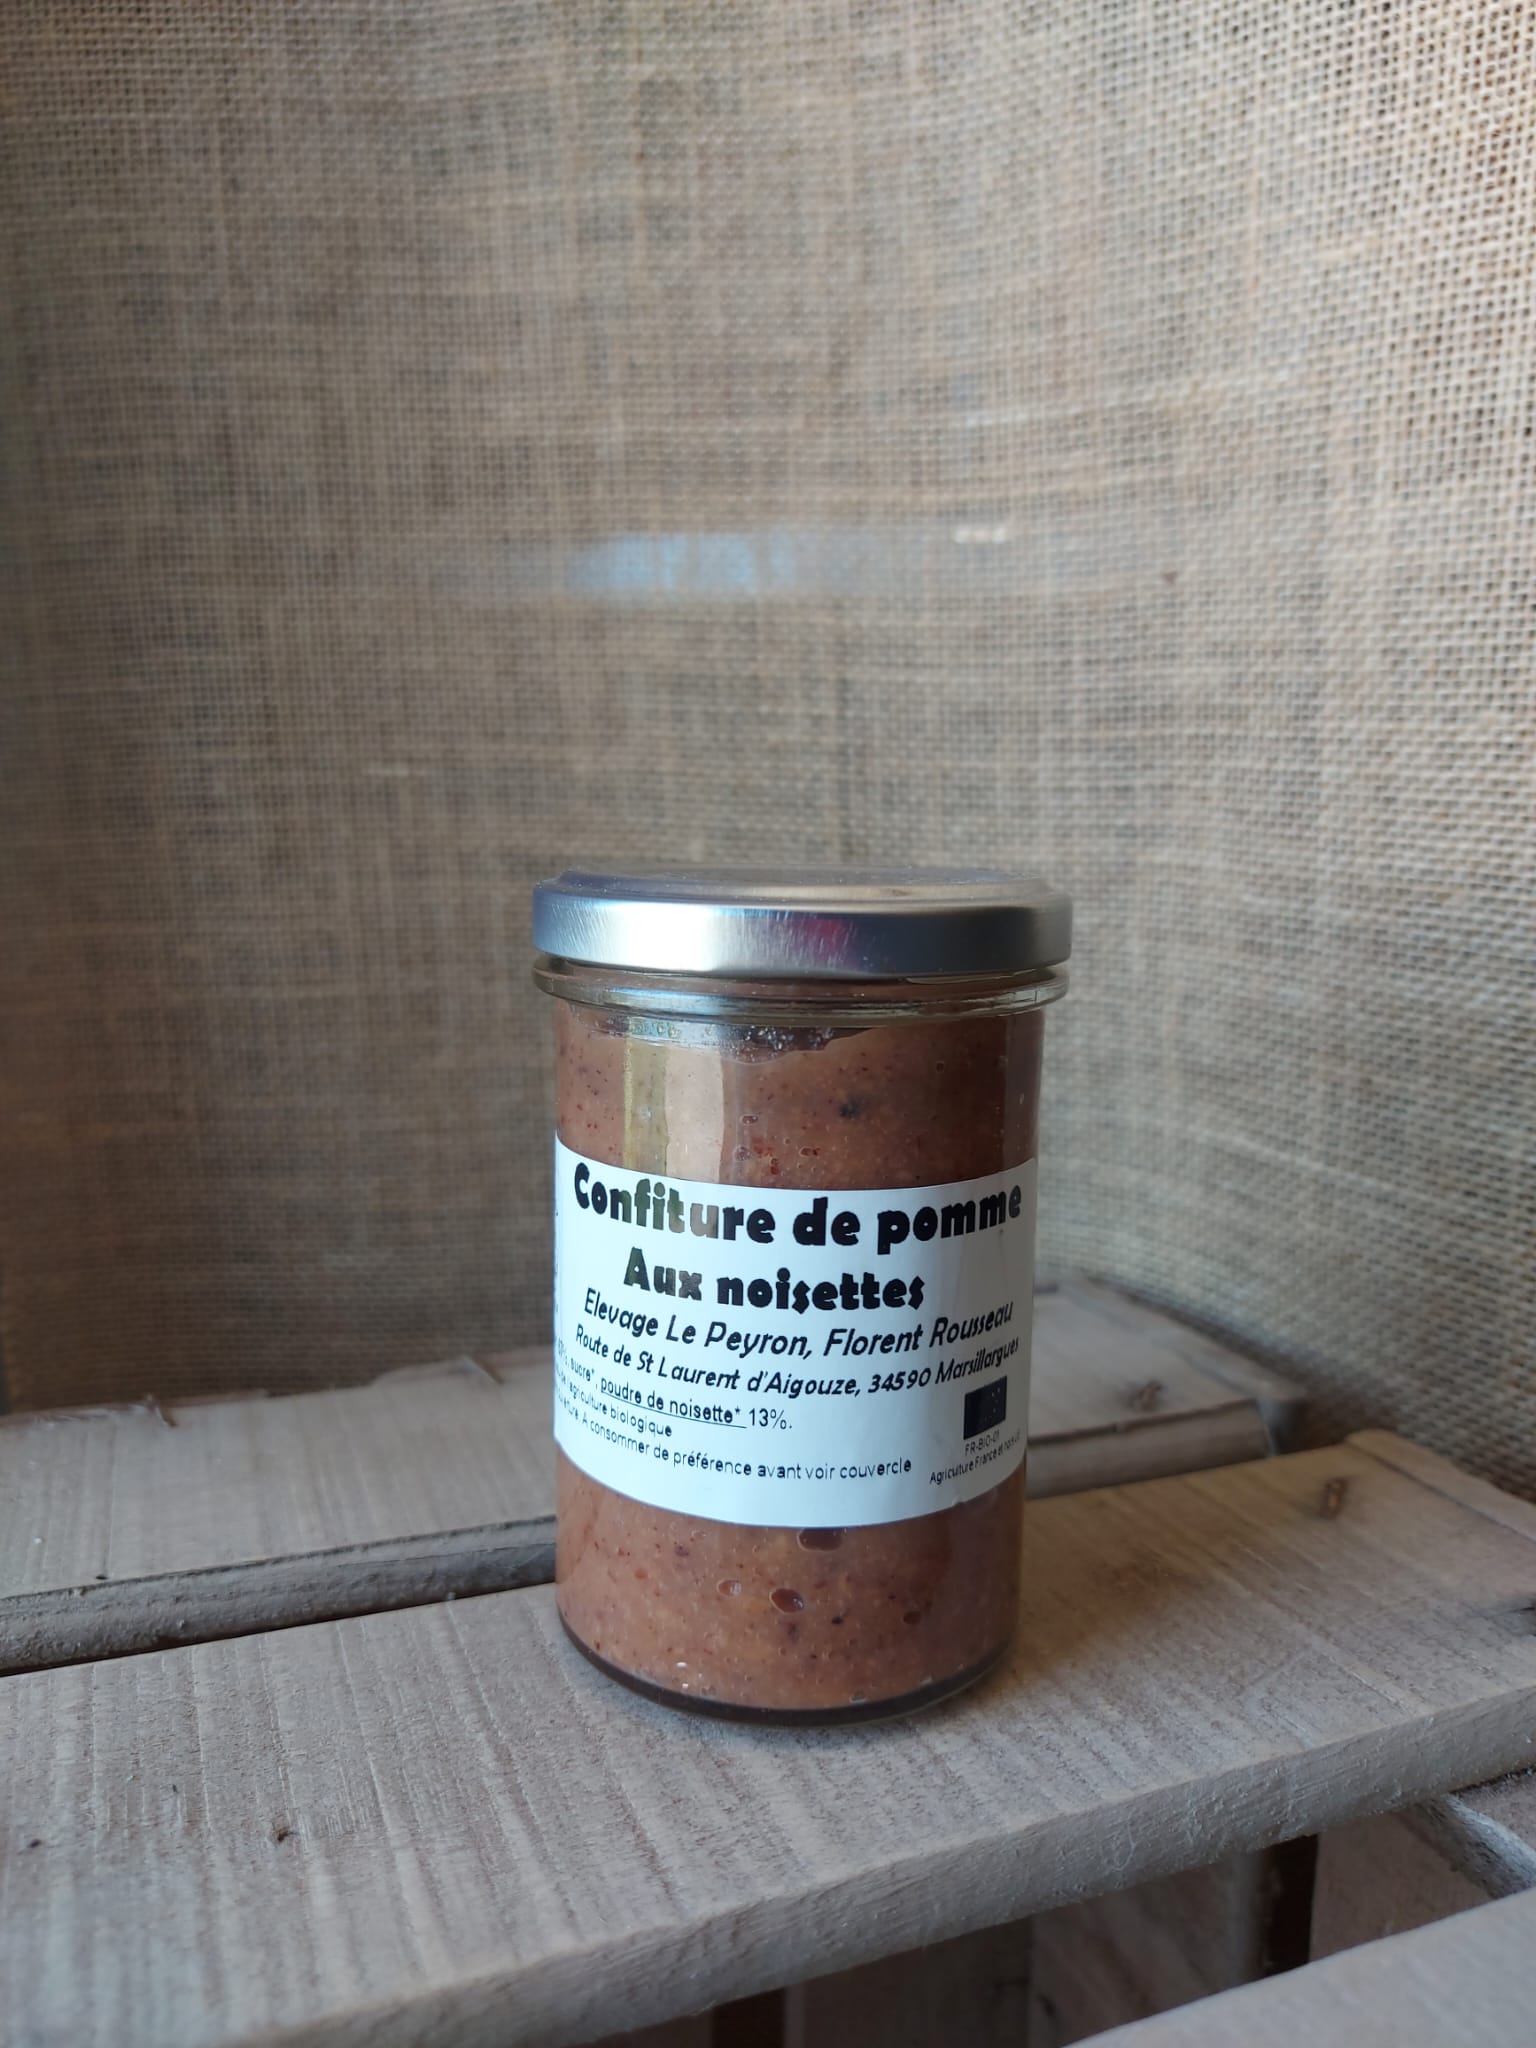 Confiture de pomme
Aux noisettes
Elevage Le Peyron, Florent Rousseau
Route de St Laurent d'Aigouze, 34590 Marsillargues
sucre*, poudre de noisette* 13%.
l'agriculture biologique
A consommer de préférence avant voir couvercle
FR-BIO-01
Agriculture France et non UE